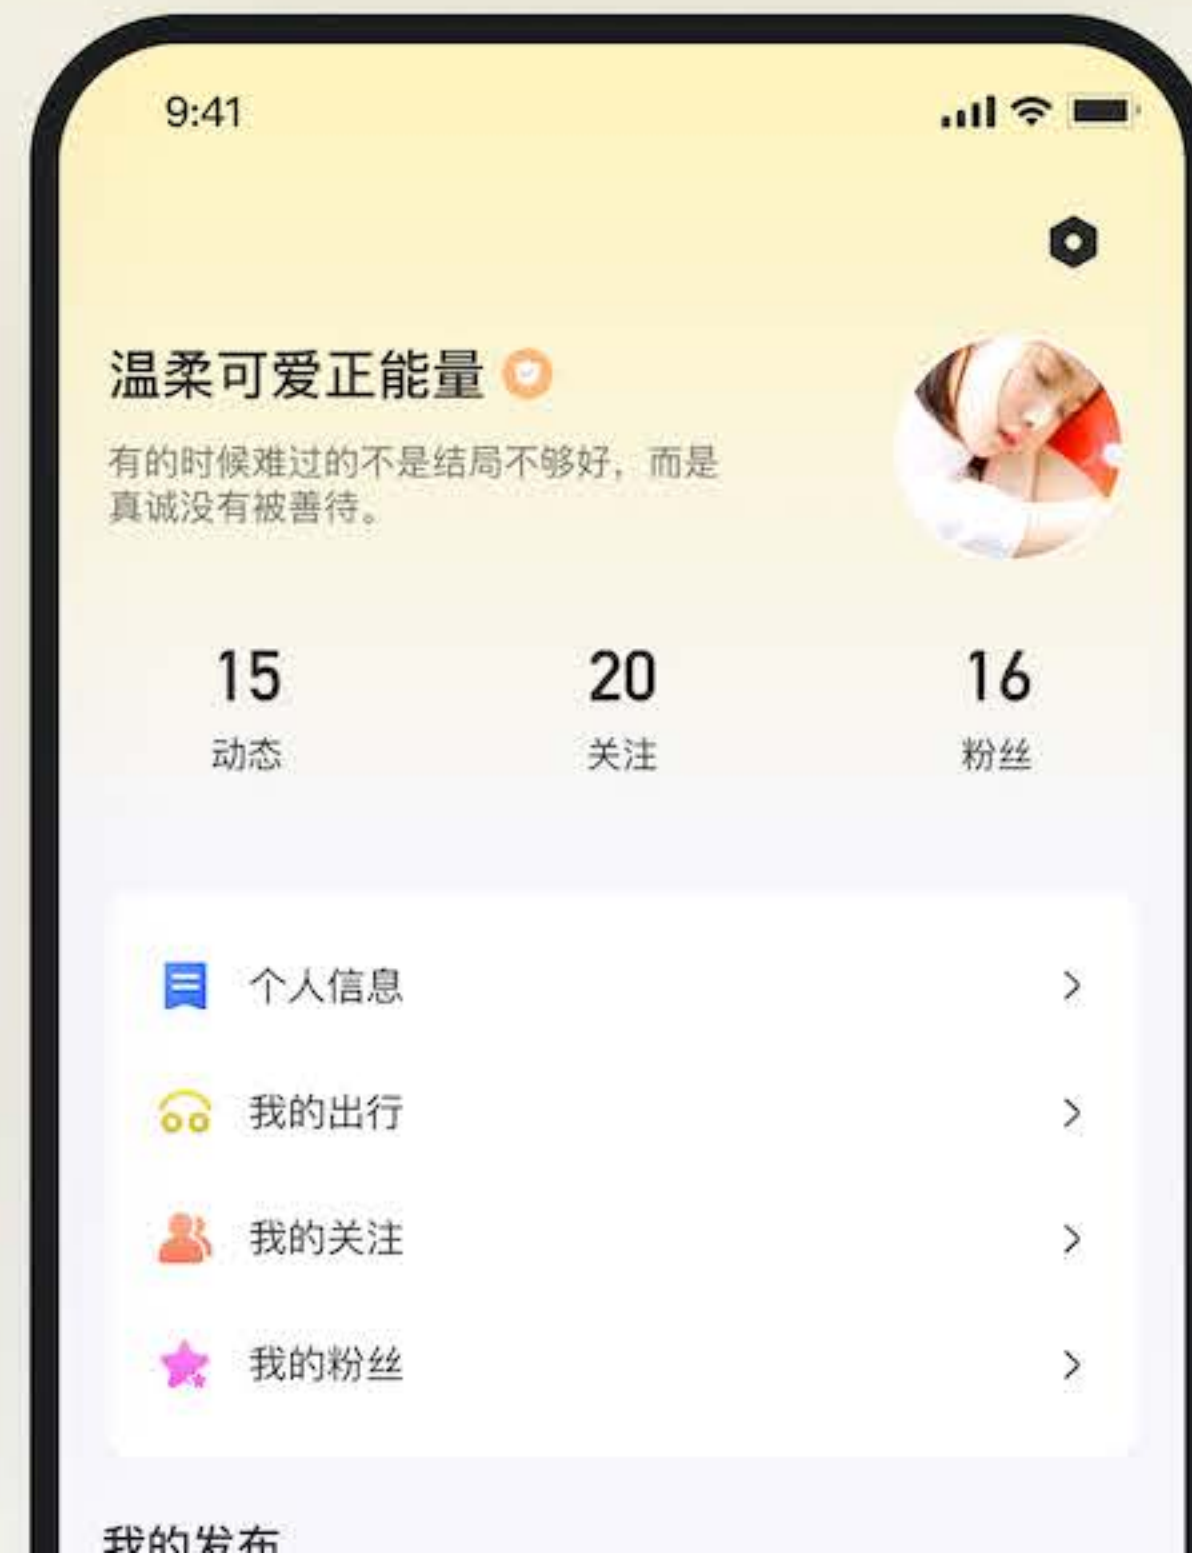 9:41
温柔可爱正能量
有的时候难过的不是结局不够好，而是
真诚没有被善待。
15 20 16
动态 关注 粉丝
个人信息
我的出行
我的关注
我的粉丝
我的发布